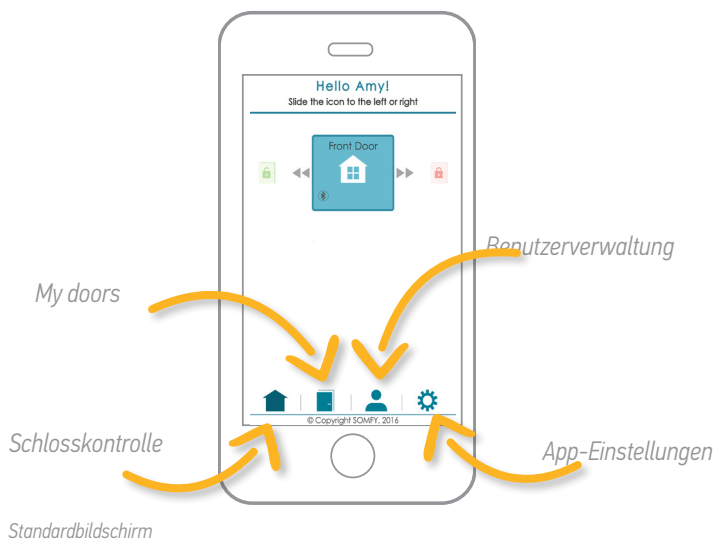 Hello Amy!
Slide the icon to the left or right
Front Door
Benutzerverwaltung
My doors
© Copyright SOMFY, 2016
Schlosskontrolle
App-Einstellungen
Standardbildschirm